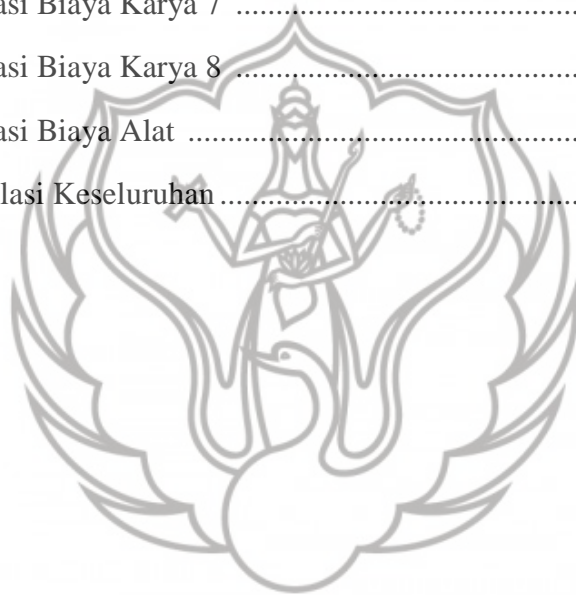 asi Biaya Karya 7 ..........................................................
asi Biaya Karya 8 ..........................................................
asi Biaya Alat ................................................................
lasi Keseluruhan ............................................................